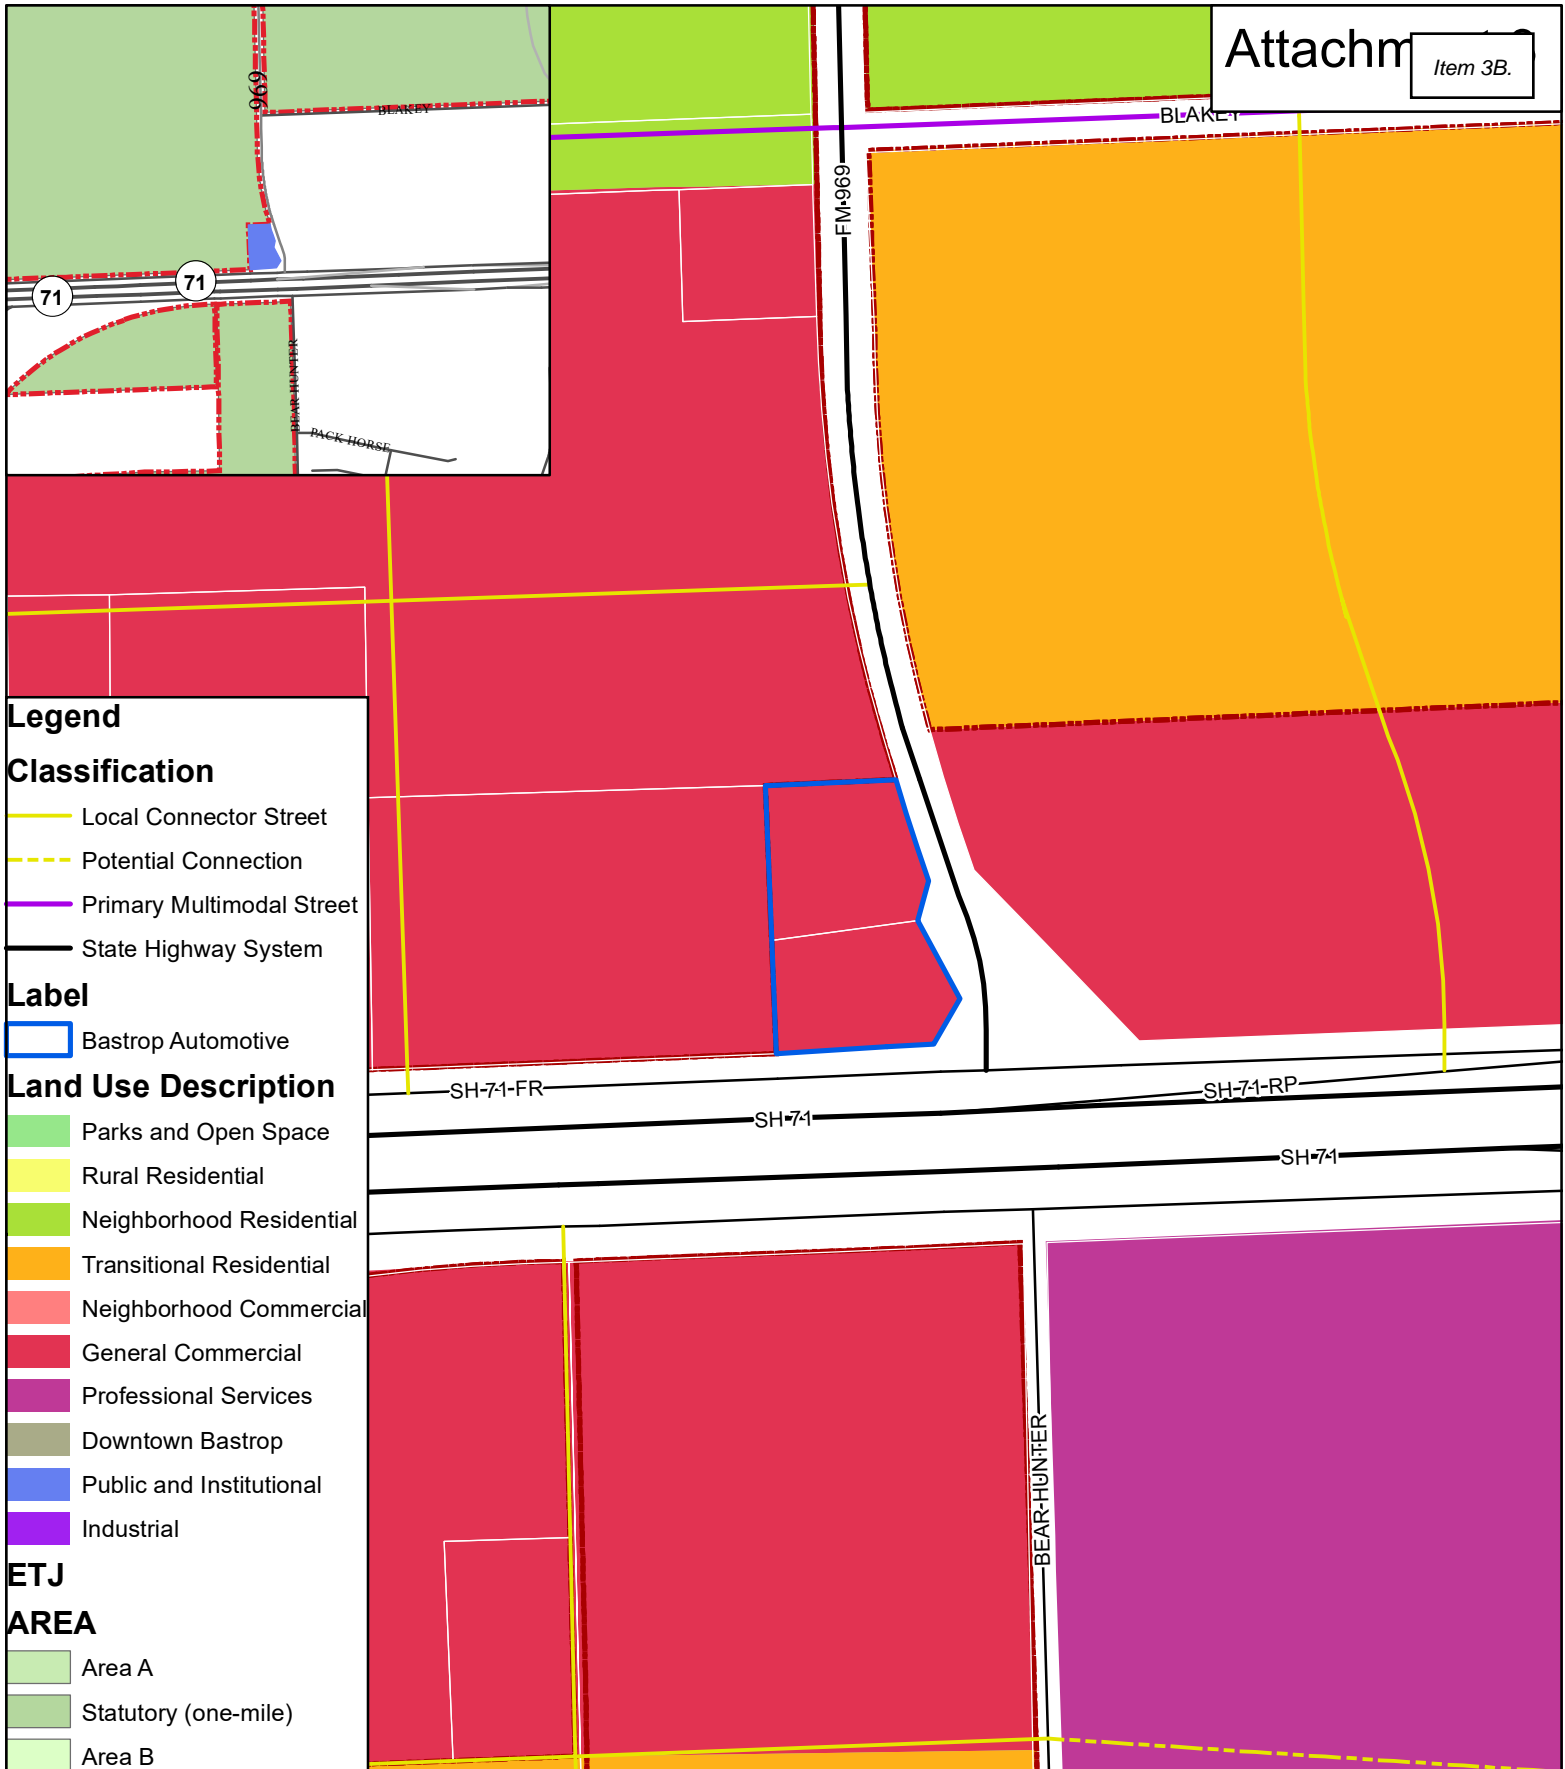 Attachm
Item 3B.
969
BLAKEY
71
71
BEAR HUNTER
PACK HORSE
BLAKEY
FM 969
Legend
Classification
Local Connector Street
Potential Connection
Primary Multimodal Street
State Highway System
Label
Bastrop Automotive
Land Use Description
Parks and Open Space
Rural Residential
Neighborhood Residential
Transitional Residential
Neighborhood Commercial
General Commercial
Professional Services
Downtown Bastrop
Public and Institutional
Industrial
ETJ
AREA
Area A
Statutory (one-mile)
Area B
SH 71 FR
SH 71 RP
SH 71
SH 71
BEAR HUNTER